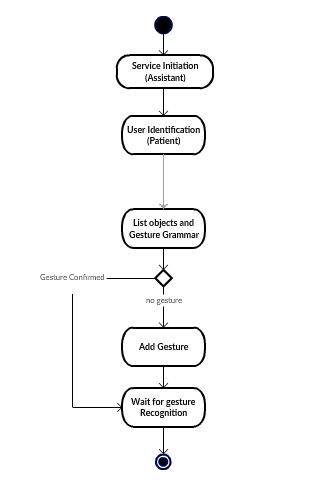 Service Initiation
(Assistant)
User Identification
(Patient)
List objects and
Gesture Grammar
Gesture Confirmed
no gesture
Add Gesture
Wait for gesture
Recognition